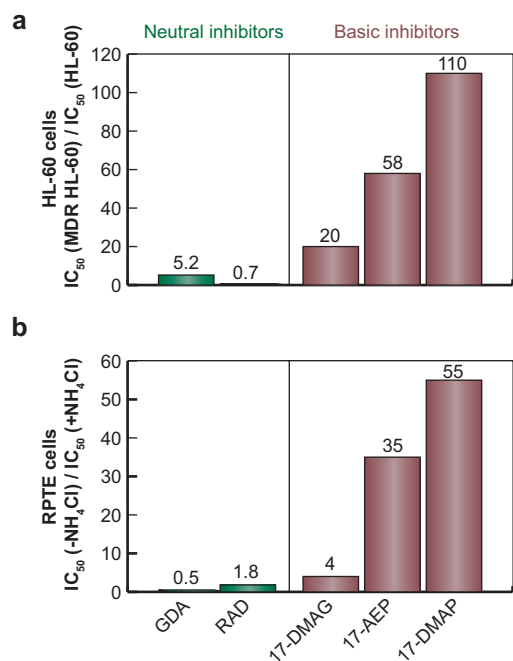 a
Neutral inhibitors
Basic inhibitors
HL-60 cells
IC50 (MDR HL-60) / IC50 (HL-60)
120
100
80
60
40
20
0
5.2
0.7
20
58
110
b
RPTE cells
IC50 (-NH4Cl) / IC50 (+NH4Cl)
60
50
40
30
20
10
0
0.5
1.8
4
35
55
GDA
RAD
17-DMAG
17-AEP
17-DMAP